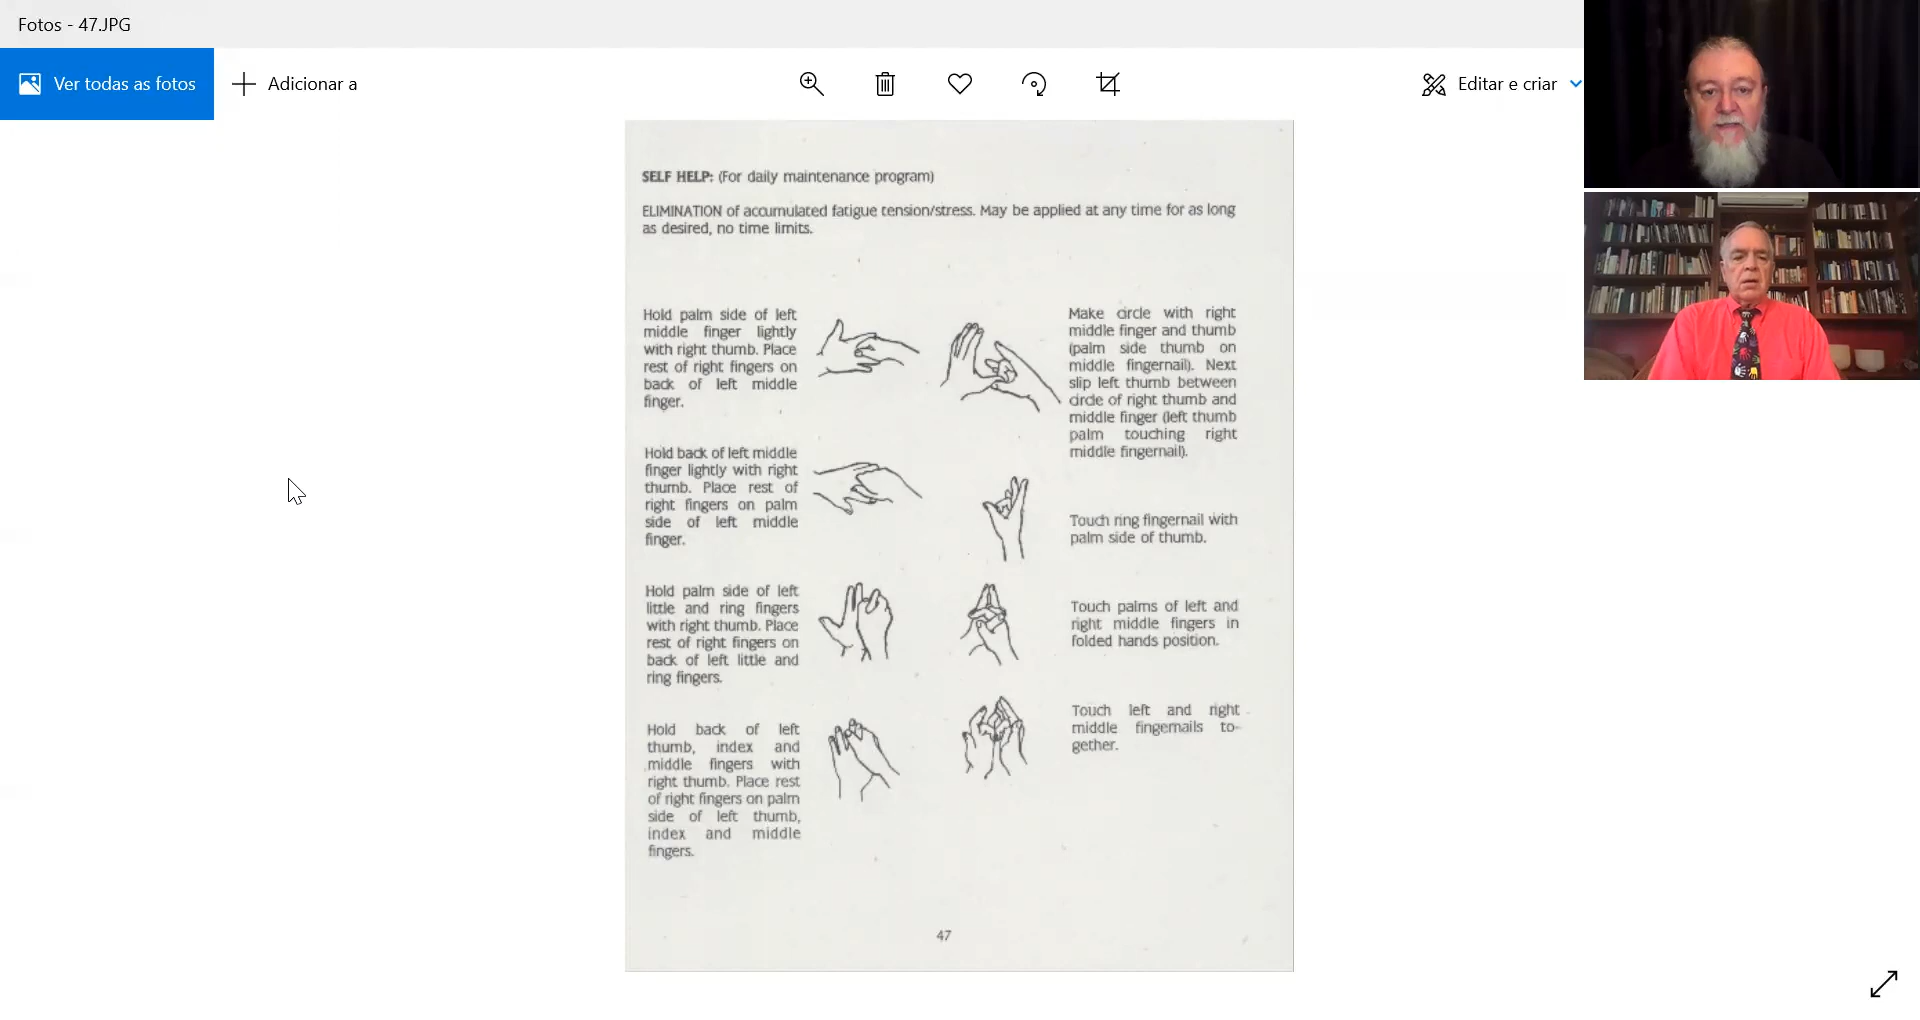 Fotos - 47.JPG
Ver todas as fotos
Adicionar a
Editar e criar
SELF HELP: (For daily maintenance program)
ELIMINATION of accumulated fatigue tension/stress. May be applied at any time for as long
as desired, no time limits.
Hold palm side of left
middle finger lightly
with right thumb. Place
rest of right fingers on
back of left middle
finger.
Hold back of left middle
finger lightly with right
thumb. Place rest of
right fingers on palm
side of left middle
finger.
Hold palm side of left
little and ring fingers
with right thumb. Place
rest of right fingers on
back of left little and
ring fingers.
Hold back of left
thumb, index and
middle fingers with
right thumb. Place rest
of right fingers on palm
side of left thumb,
index and middle
fingers.
Make circle with right
middle finger and thumb
(palm side thumb on
middle fingernail). Next
slip left thumb between
circle of right thumb and
middle finger (left thumb
palm touching right
middle fingernail).
Touch ring fingernail with
palm side of thumb.
Touch palms of left and
right middle fingers in
folded hands position.
Touch left and right
middle fingernails to-
gether.
47